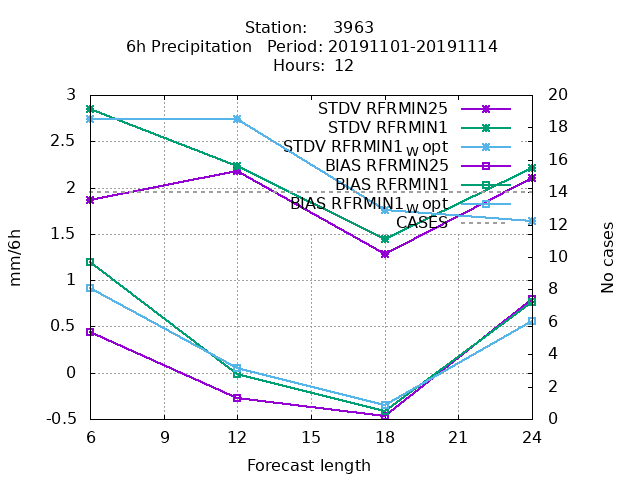 Station: 3963
6h Precipitation Period: 20191101-20191114
Hours: 12
3
2.5
2
1.5
1
0.5
0
-0.5
20
18
16
14
12
10
8
6
4
2
0
STDV RFRMIN25
STDV RFRMIN1
STDV RFRMIN1_W opt
BIAS RFRMIN25
BIAS RFRMIN1
BIAS RFRMIN1_W opt
CASES
mm/6h
No cases
6 9 12 15 18 21 24
Forecast length